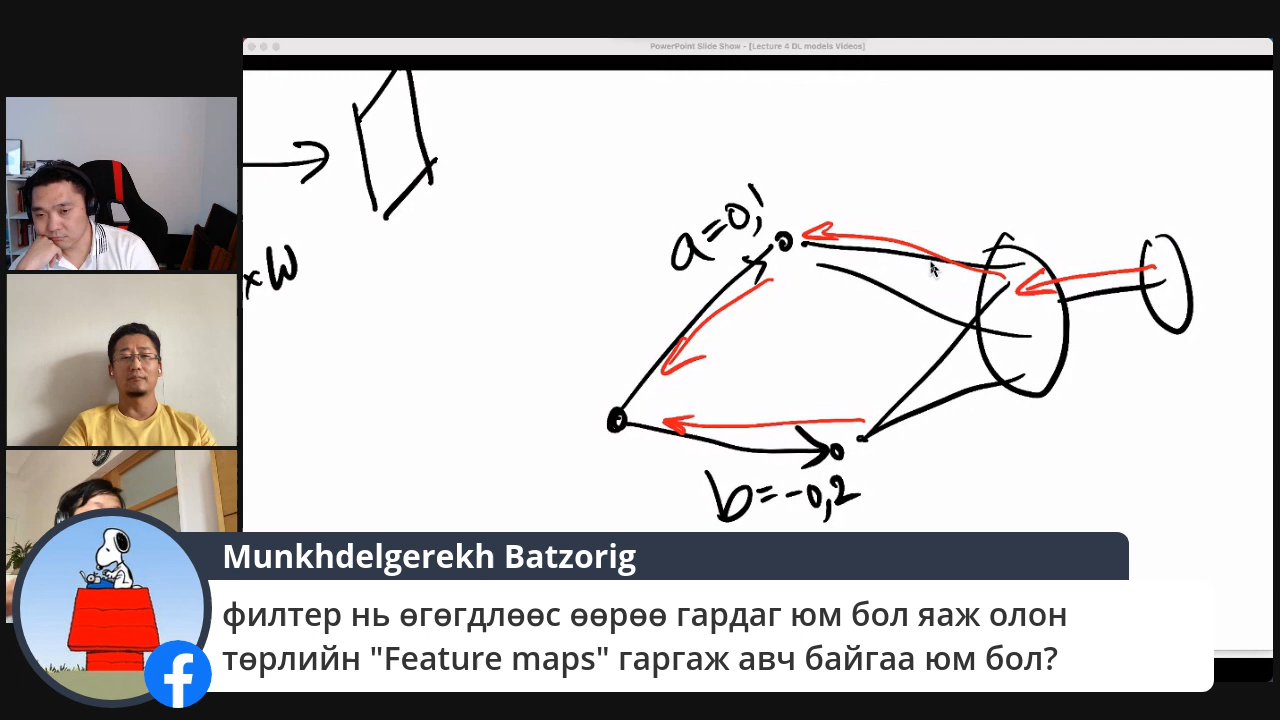 PowerPoint Slide Show - [Lecture 4 DL models Videos]
xW
a=0,1
b=-0,2
Munkhdelgerekh Batzorig
филтер нь өгөгдлөөс өөрөө гардаг юм бол яаж олон
төрлийн "Feature maps" гаргаж авч байгаа юм бол?